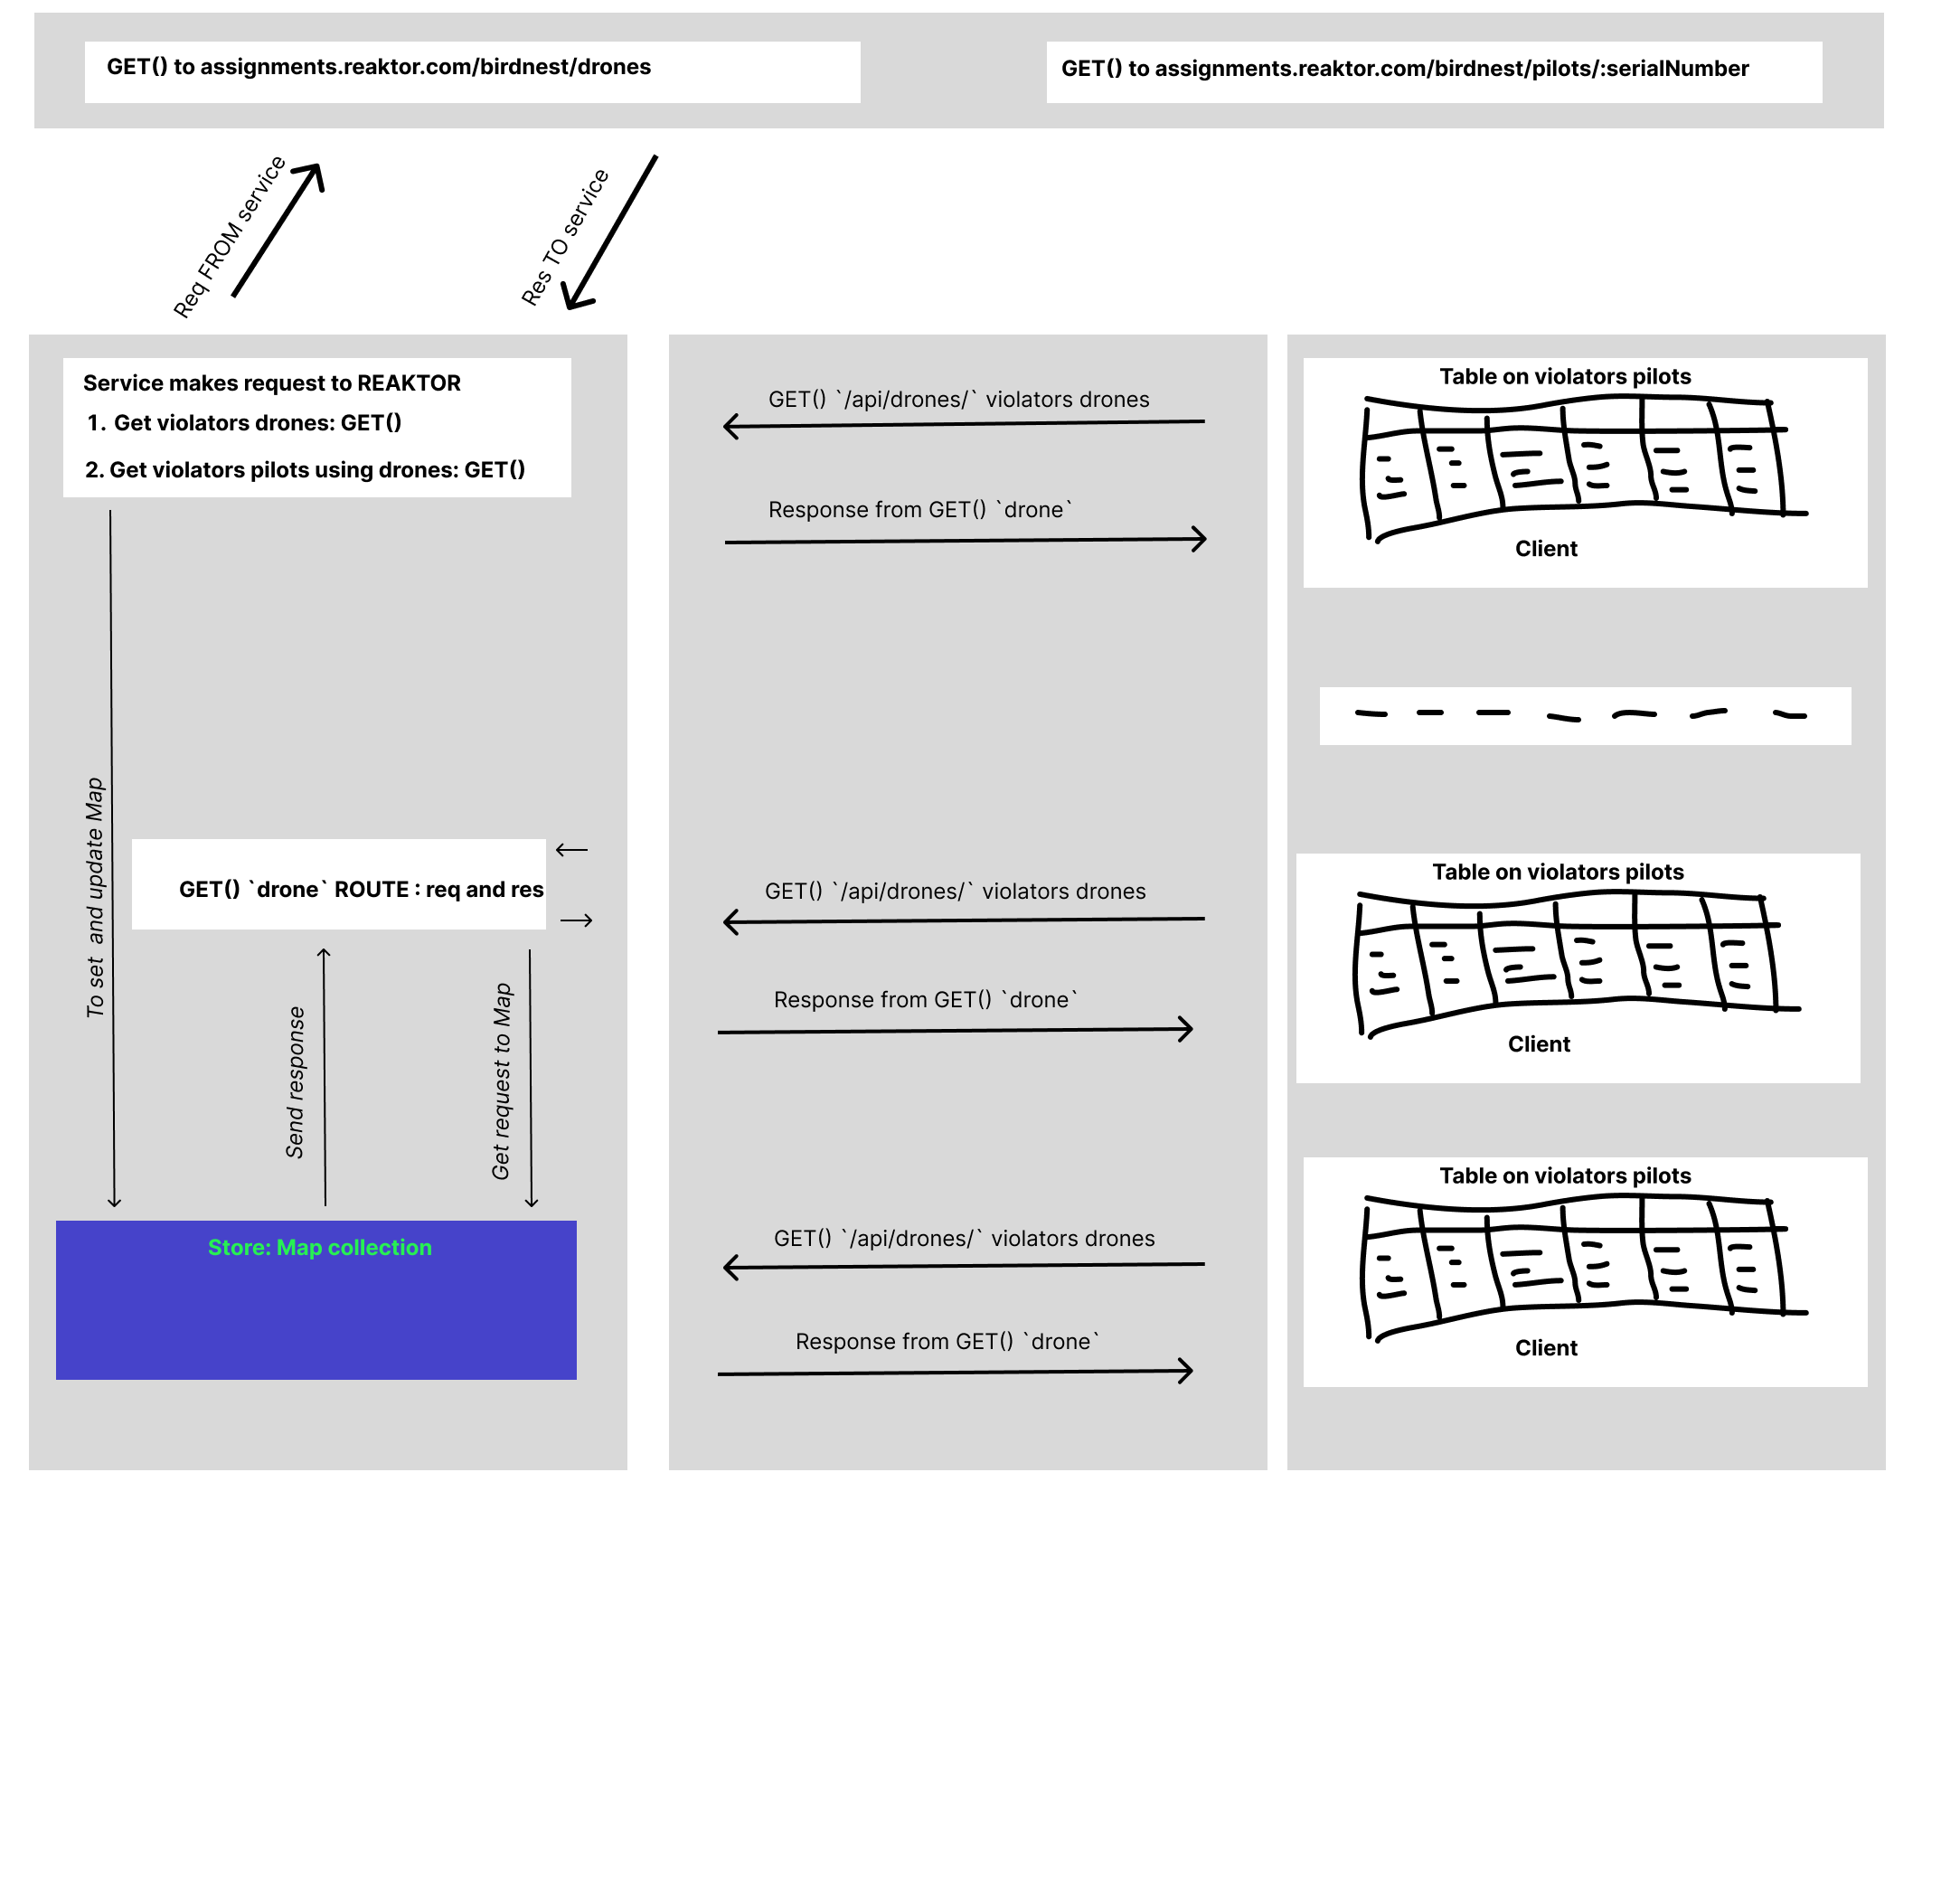 GET() to assignments.reaktor.com/birdnest/drones
GET() to assignments.reaktor.com/birdnest/pilots/:serialNumber
Req FROM service
Res TO service
Service makes request to REAKTOR
1. Get violators drones: GET()
2. Get violators pilots using drones: GET()
To set and update Map
GET() `drone` ROUTE : req and res
Send response
Get request to Map
Store: Map collection
GET() `/api/drones/` violators drones
Response from GET() `drone`
GET() `/api/drones/` violators drones
Response from GET() `drone`
GET() `/api/drones/` violators drones
Response from GET() `drone`
Table on violators pilots
Client
Table on violators pilots
Client
Table on violators pilots
Client